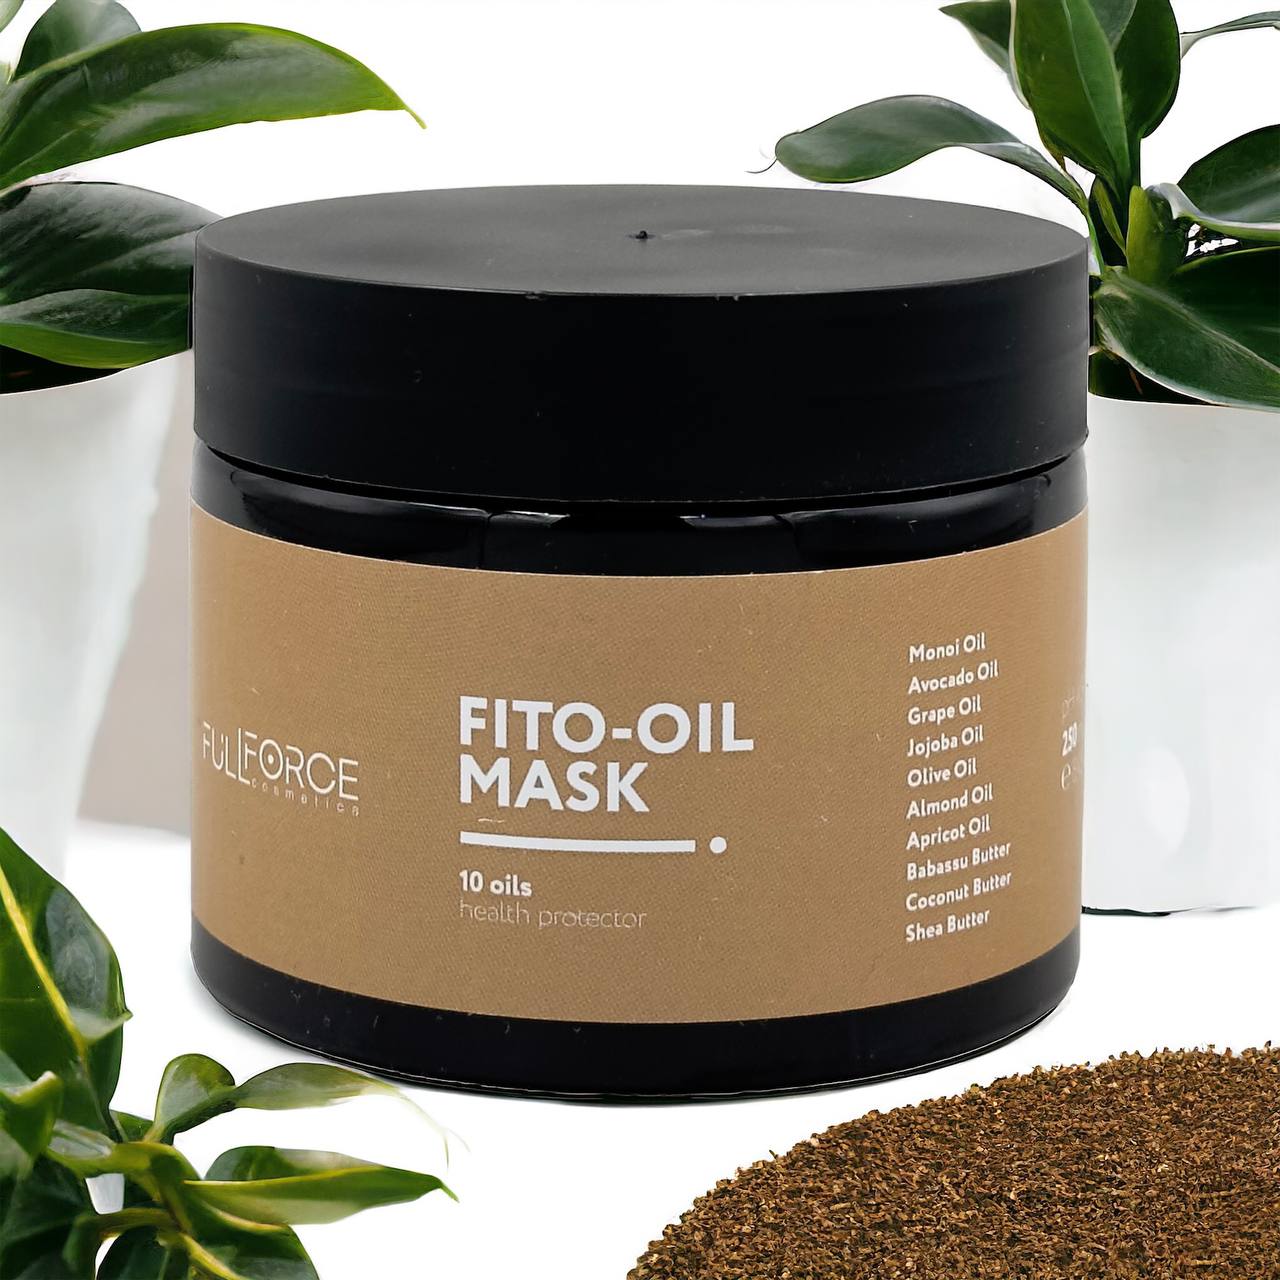 FULLFORCE
cosmetics
FITO-OIL
MASK
10 oils
health protector
Monoi Oil
Avocado Oil
Grape Oil
Jojoba Oil
Olive Oil
Almond Oil
Apricot Oil
Babassu Butter
Coconut Butter
Shea Butter
250
e